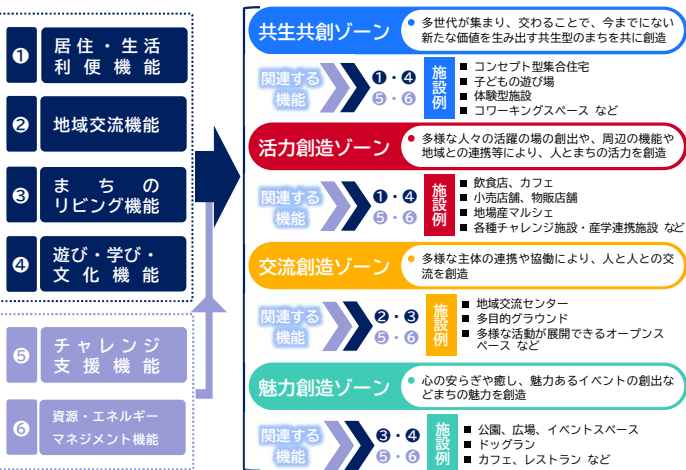 ❶
居住・生活
利便機能
❷
地域交流機能
❸
まちの
リビング機能
❹
遊び・学び・
文化機能
❺
チャレンジ
支援機能
❻
資源・エネルギー
マネジメント機能
共生共創ゾーン
● 多世代が集まり、交わることで、今までにない
新たな価値を生み出す共生型のまちを共に創造
関連する
機能
❶・❹
❺・❻
施設例
■ コンセプト型集合住宅
■ 子どもの遊び場
■ 体験型施設
■ コワーキングスペース など
活力創造ゾーン
● 多様な人々の活躍の場の創出や、周辺の機能や
地域との連携等により、人とまちの活力を創造
関連する
機能
❶・❹
❺・❻
施設例
■ 飲食店、カフェ
■ 小売店舗、物販店舗
■ 地場産マルシェ
■ 各種チャレンジ施設・産学連携施設 など
交流創造ゾーン
● 多様な主体の連携や協働により、人と人との交
流を創造
関連する
機能
❷・❸
❺・❻
施設例
■ 地域交流センター
■ 多目的グラウンド
■ 多様な活動が展開できるオープンス
ペース など
魅力創造ゾーン
● 心の安らぎや癒し、魅力あるイベントの創出な
どまちの魅力を創造
関連する
機能
❸・❹
❺・❻
施設例
■ 公園、広場、イベントスペース
■ ドッグラン
■ カフェ、レストラン など